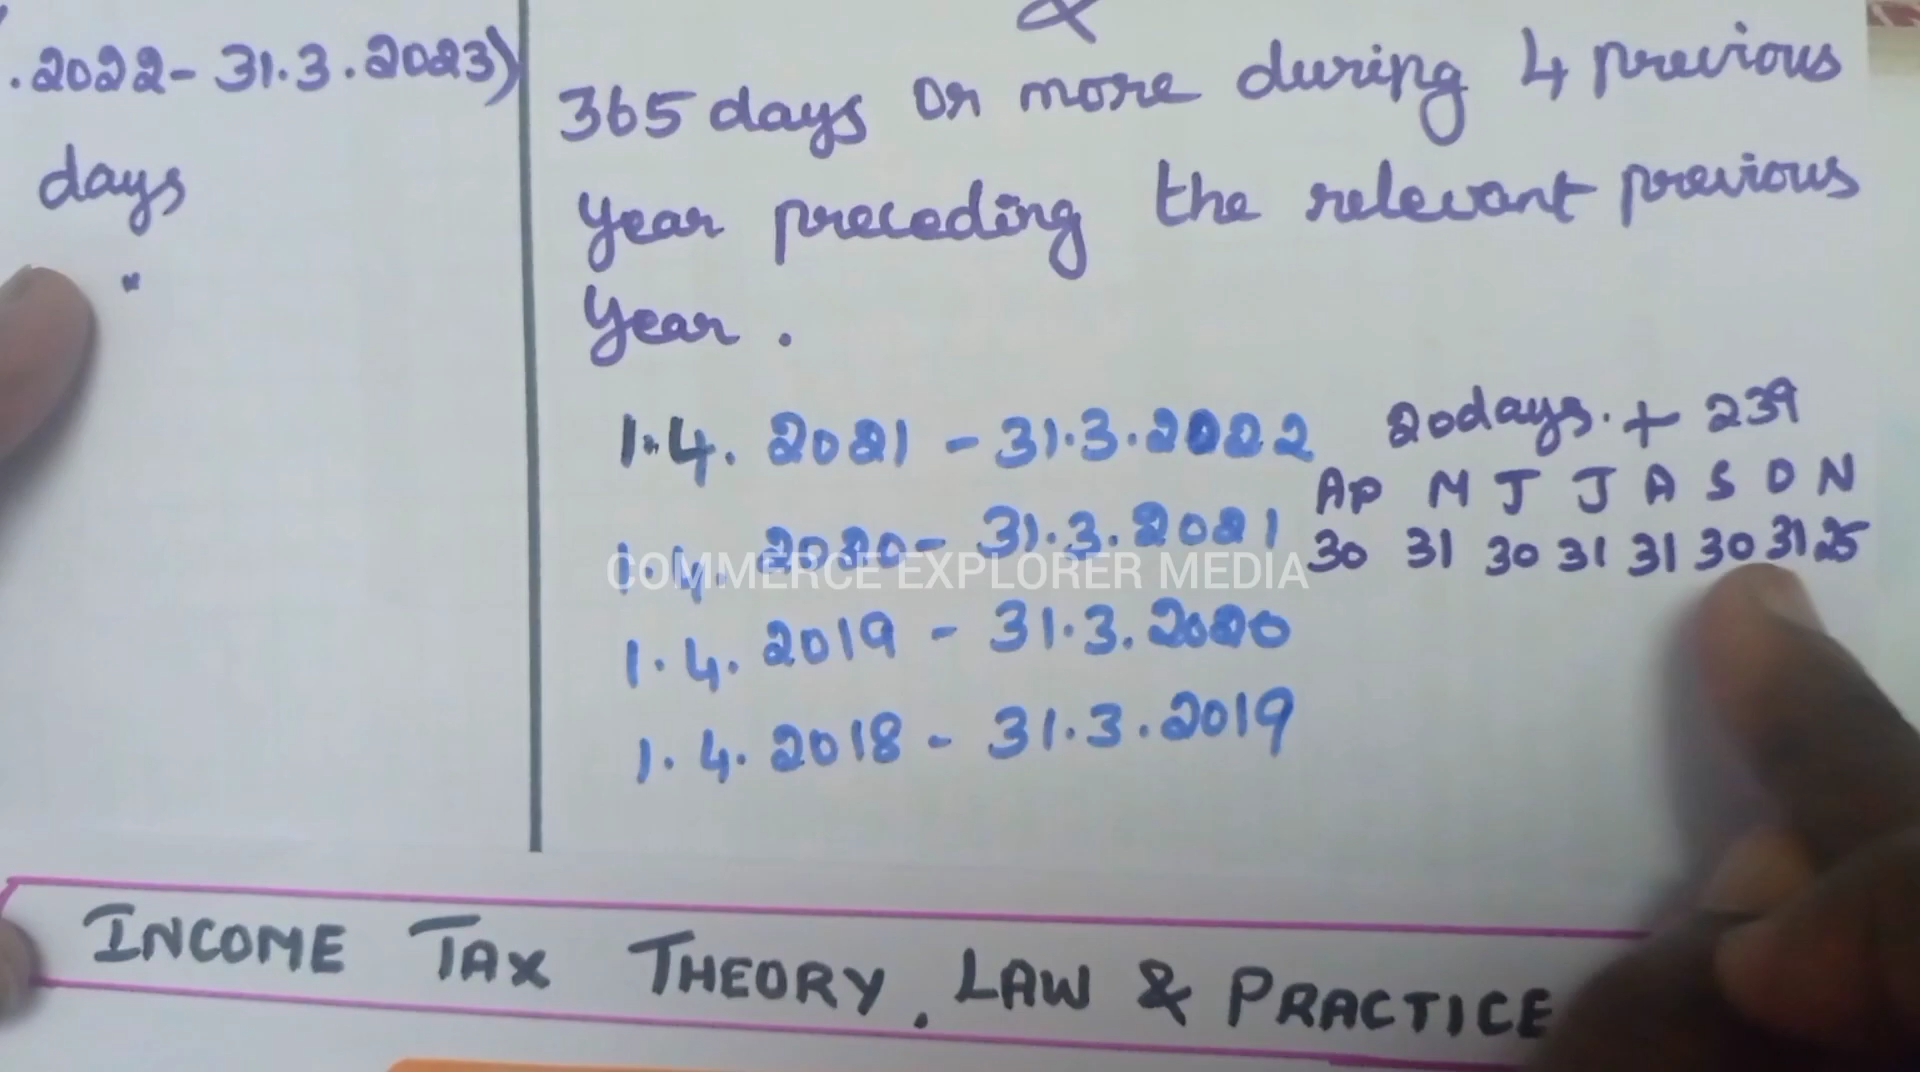 .2022- 31.3.2023)
days
"
&
365 days or more during 4 previous
year preceding the relevant previous
Year.
1.4. 2021 - 31.3.2022 20days. + 239
Ap M J J A S O N
1.4. 2020- 31.3.2021 30 31 30 31 31 30 31 25
COMMERCE EXPLORER MEDIA
1.4. 2019 - 31.3.2020
1.4. 2018 - 31.3.2019
INCOME TAX THEORY, LAW & PRACTICE